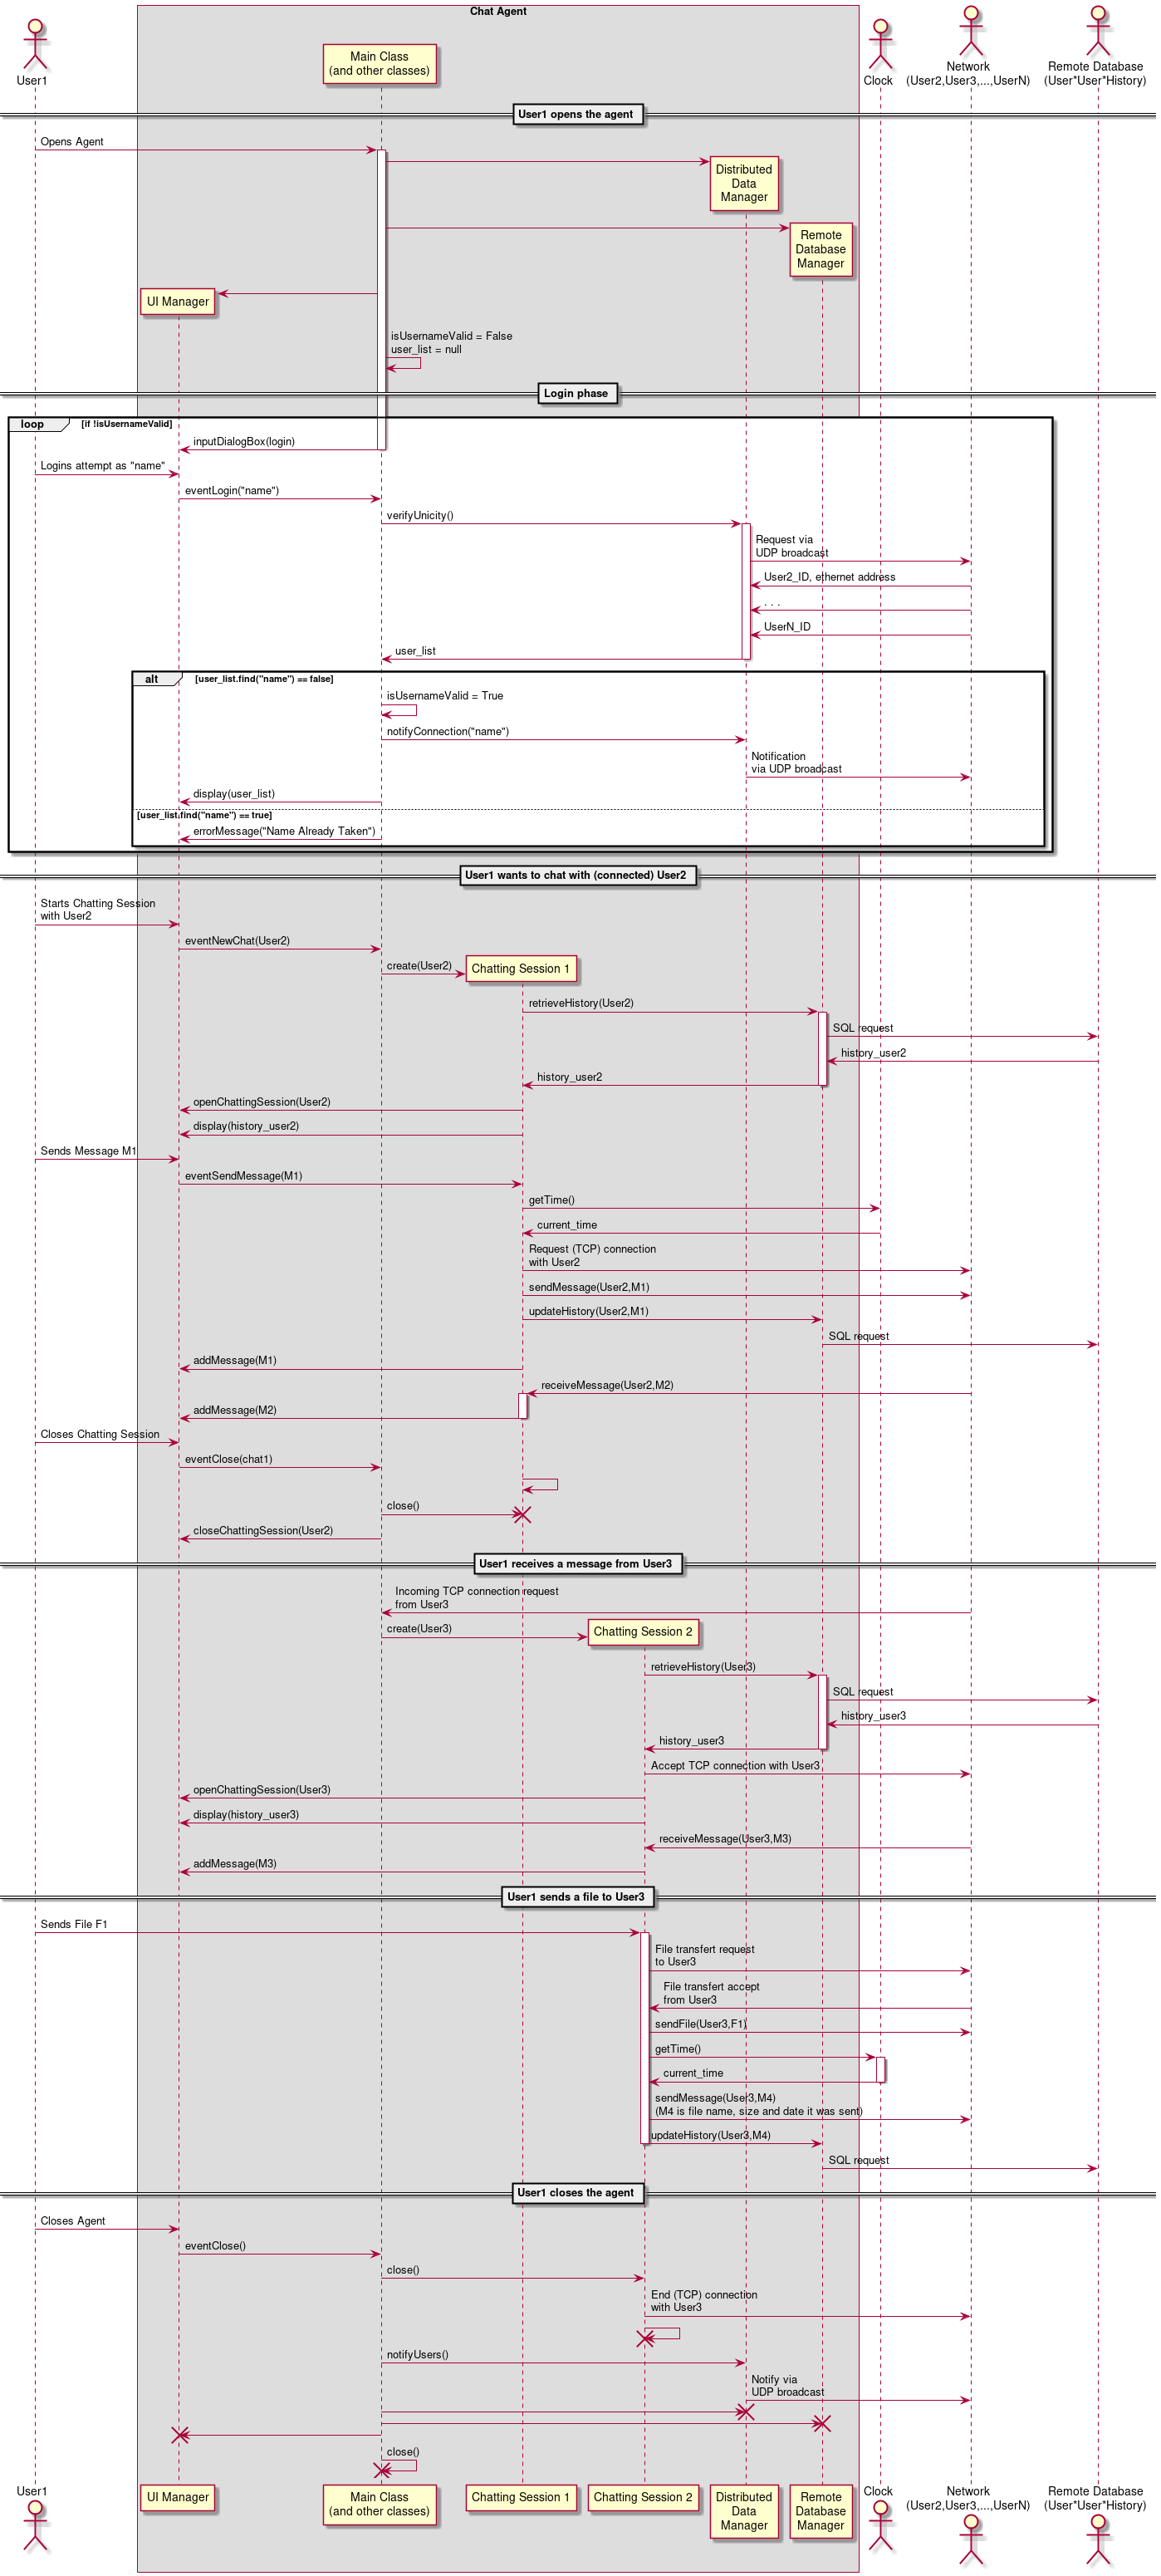 Chat Agent
User1
Main Class
(and other classes)
Clock
Network
(User2,User3,...,UserN)
Remote Database
(User*User*History)
User1 opens the agent
Opens Agent
Distributed
Data
Manager
Remote
Database
Manager
UI Manager
isUsernameValid = False
user_list = null
Login phase
loop [if !isUsernameValid]
inputDialogBox(login)
Logins attempt as "name"
eventLogin("name")
verifyUnicity()
Request via
UDP broadcast
User2_ID, ethernet address
. . .
UserN_ID
user_list
alt [user_list.find("name") == false]
isUsernameValid = True
notifyConnection("name")
Notification
via UDP broadcast
display(user_list)
[user_list.find("name") == true]
errorMessage("Name Already Taken")
User1 wants to chat with (connected) User2
Starts Chatting Session
with User2
eventNewChat(User2)
create(User2)
Chatting Session 1
retrieveHistory(User2)
SQL request
history_user2
history_user2
openChattingSession(User2)
display(history_user2)
Sends Message M1
eventSendMessage(M1)
getTime()
current_time
Request (TCP) connection
with User2
sendMessage(User2,M1)
updateHistory(User2,M1)
SQL request
addMessage(M1)
receiveMessage(User2,M2)
addMessage(M2)
Closes Chatting Session
eventClose(chat1)
close()
closeChattingSession(User2)
User1 receives a message from User3
Incoming TCP connection request
from User3
create(User3)
Chatting Session 2
retrieveHistory(User3)
SQL request
history_user3
history_user3
Accept TCP connection with User3
openChattingSession(User3)
display(history_user3)
receiveMessage(User3,M3)
addMessage(M3)
User1 sends a file to User3
Sends File F1
File transfert request
to User3
File transfert accept
from User3
sendFile(User3,F1)
getTime()
current_time
sendMessage(User3,M4)
(M4 is file name, size and date it was sent)
updateHistory(User3,M4)
SQL request
User1 closes the agent
Closes Agent
eventClose()
close()
End (TCP) connection
with User3
notifyUsers()
Notify via
UDP broadcast
close()
User1
UI Manager
Main Class
(and other classes)
Chatting Session 1
Chatting Session 2
Distributed
Data
Manager
Remote
Database
Manager
Clock
Network
(User2,User3,...,UserN)
Remote Database
(User*User*History)